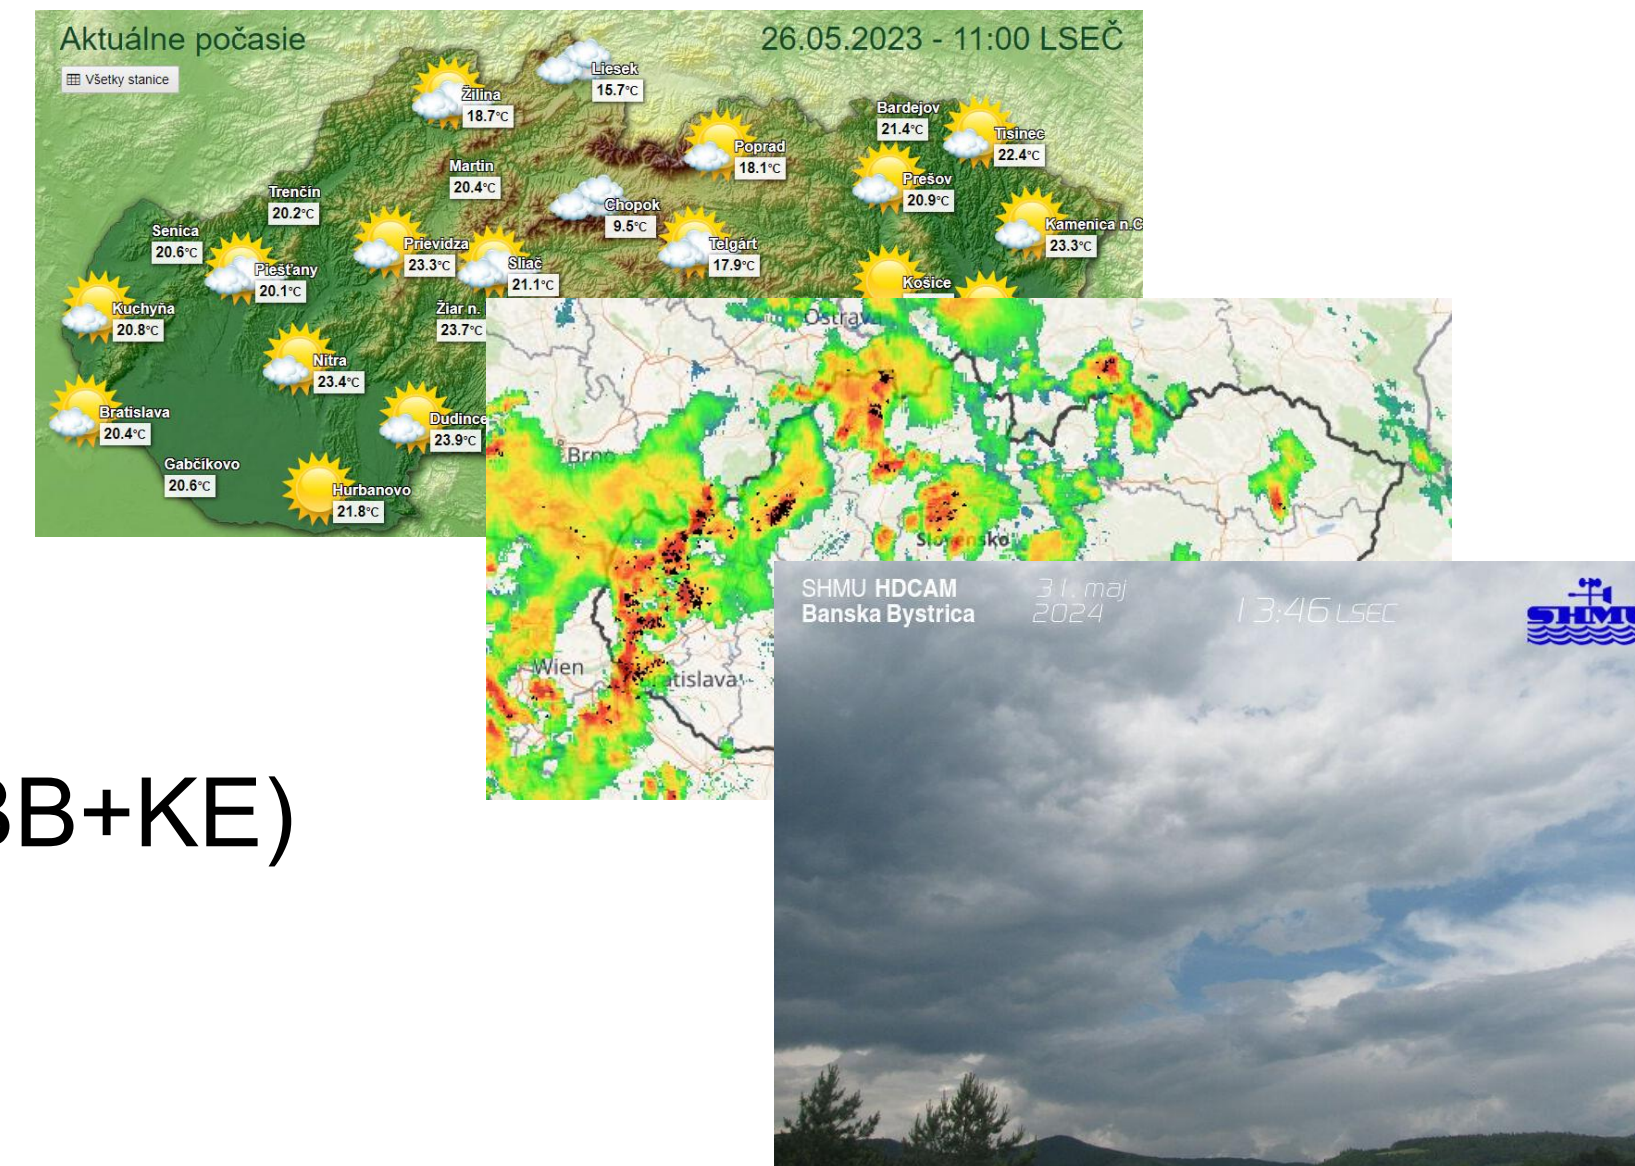 Aktuálne počasie
26.05.2023 - 11:00 LSEČ
Všetky stanice
Liesek
15.7°C
Žilina
18.7°C
Bardejov
21.4°C
Tisinec
22.4°C
Poprad
18.1°C
Martin
20.4°C
Prešov
20.9°C
Trenčín
20.2°C
Chopok
9.5°C
Kamenica n.C
23.3°C
Senica
20.6°C
Prievidza
23.3°C
Telgárt
17.9°C
Sliač
21.1°C
Piešťany
20.1°C
Košice
Kuchyňa
20.8°C
Žiar n.
23.7°C
Nitra
23.4°C
Bratislava
20.4°C
Dudince
23.9°C
Gabčíkovo
20.6°C
Hurbanovo
21.8°C
Ostrava
Brno
Slovensko
Wien
atislava
SHMU HDCAM
Banska Bystrica
31. maj
2024
13:46 LSEC
SHMU
BB+KE)